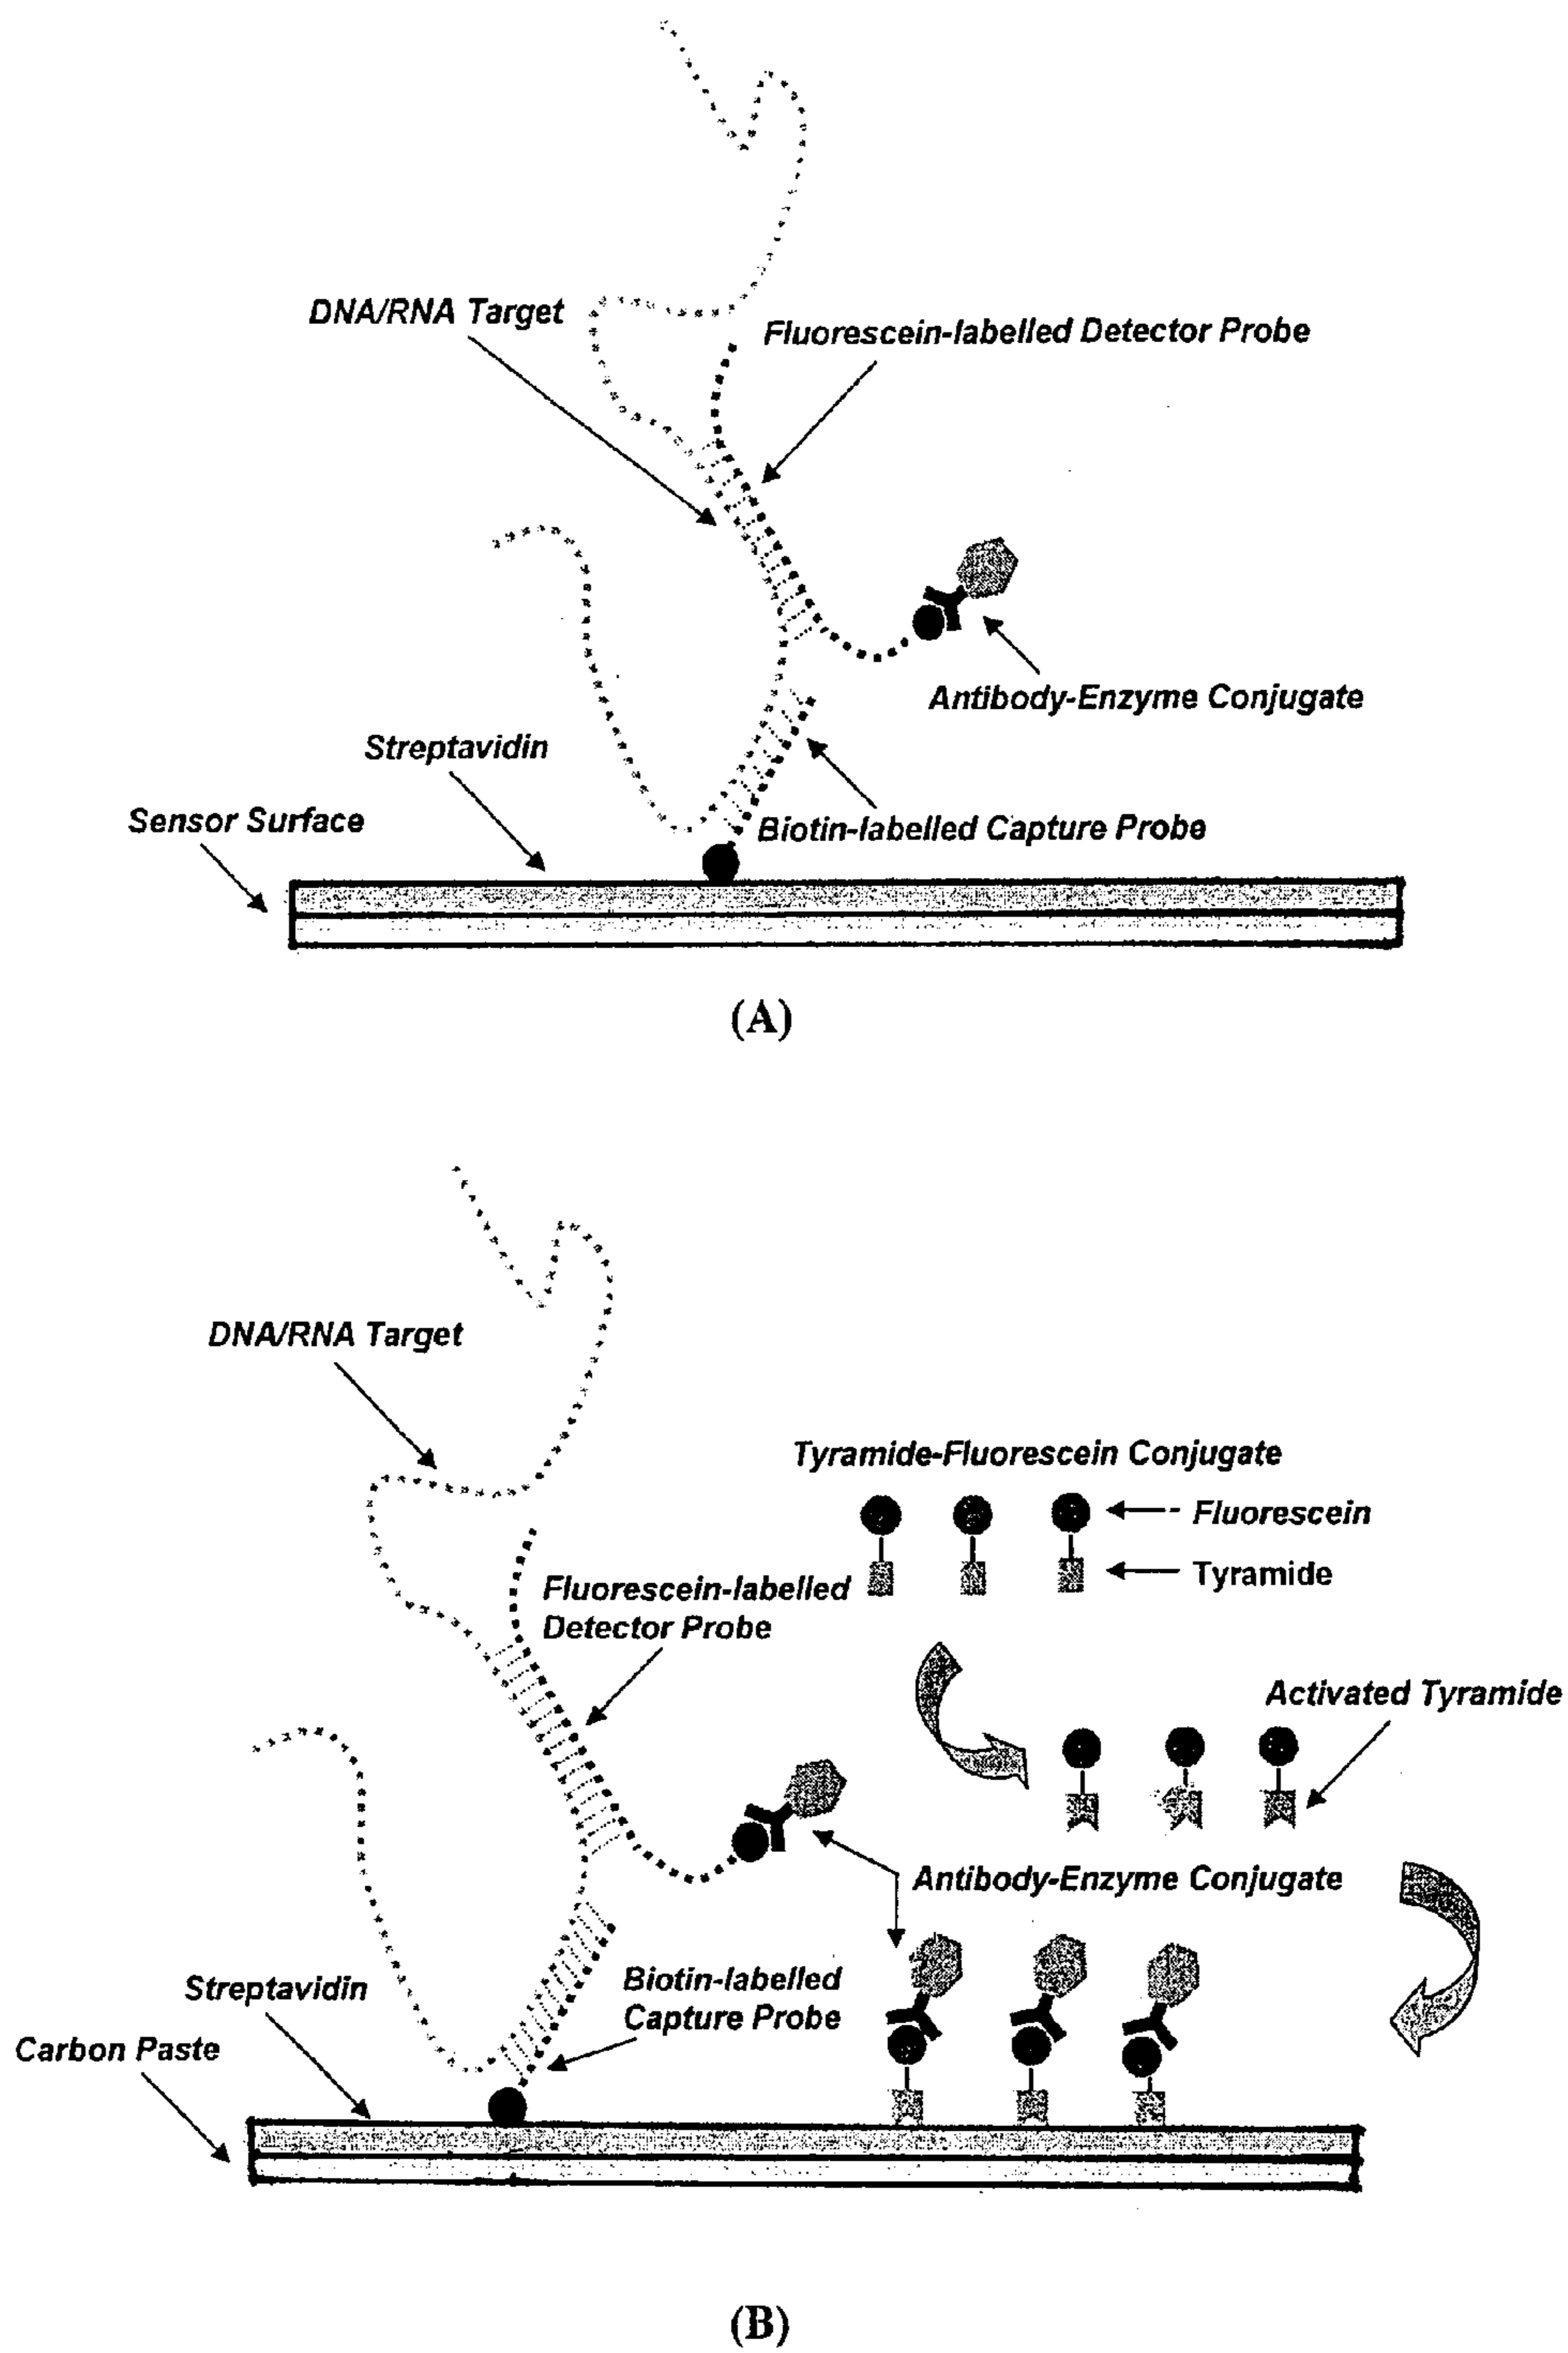 DNA/RNA Target
Fluorescein-labelled Detector Probe
Antibody-Enzyme Conjugate
Streptavidin
Sensor Surface
Biotin-labelled Capture Probe
(A)
DNA/RNA Target
Tyramide-Fluorescein Conjugate
Fluorescein
Tyramide
Fluorescein-labelled
Detector Probe
Activated Tyramide
Antibody-Enzyme Conjugate
Streptavidin
Biotin-labelled
Capture Probe
Carbon Paste
(B)